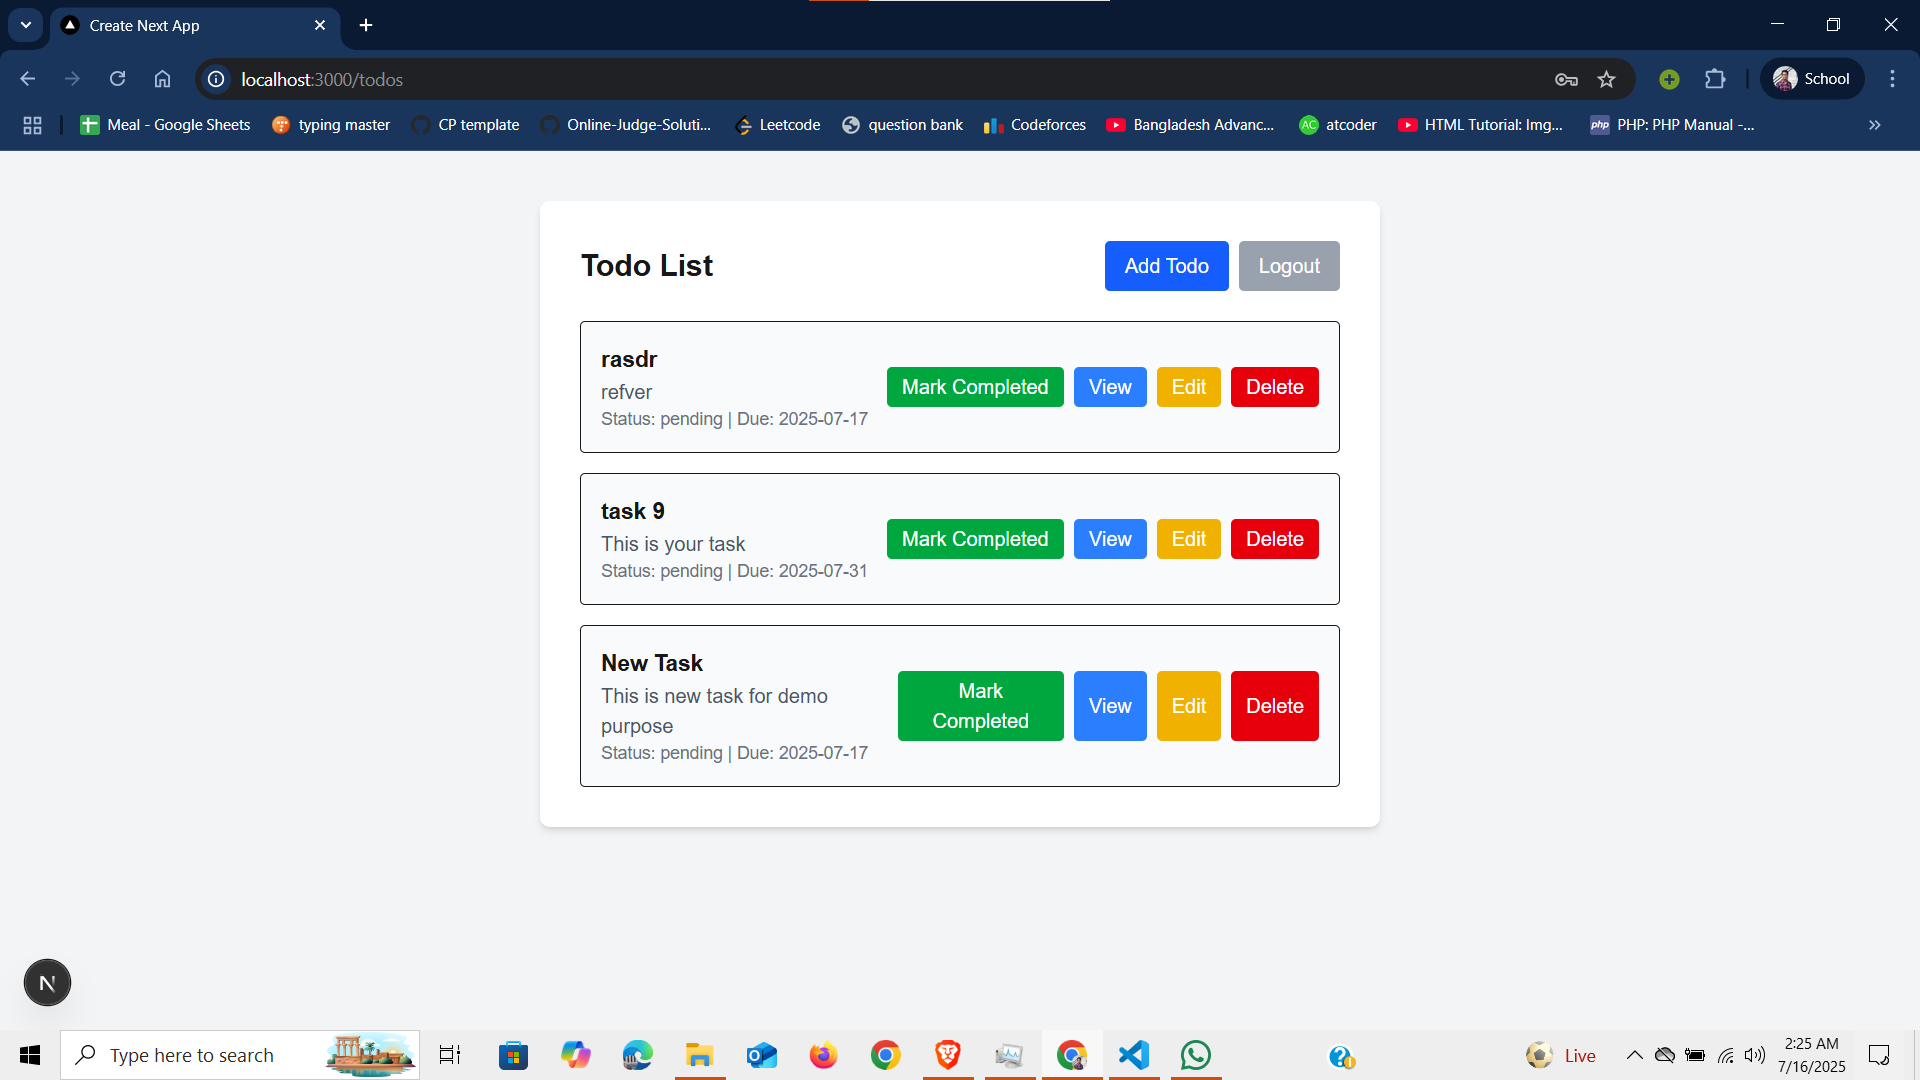 Create Next App
localhost:3000/todos
School
Meal - Google Sheets
typing master
CP template
Online-Judge-Soluti...
Leetcode
question bank
Codeforces
Bangladesh Advanc...
AC
atcoder
HTML Tutorial: Img...
php
PHP: PHP Manual -...
Todo List
Add Todo
Logout
rasdr
refver
Status: pending | Due: 2025-07-17
Mark Completed
View
Edit
Delete
task 9
This is your task
Status: pending | Due: 2025-07-31
Mark Completed
View
Edit
Delete
New Task
This is new task for demo
purpose
Status: pending | Due: 2025-07-17
Mark
Completed
View
Edit
Delete
N
Type here to search
Live
2:25 AM
7/16/2025